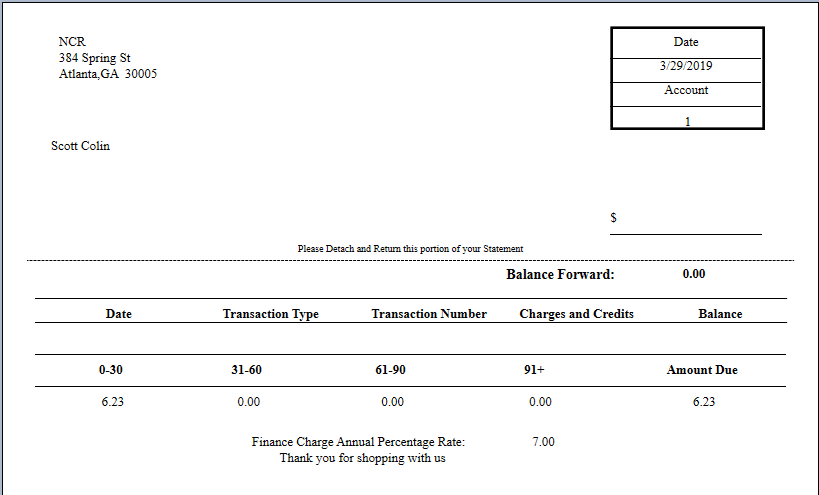 NCR
384 Spring St
Atlanta,GA 30005
Date
3/29/2019
Account
1
Scott Colin
$
Please Detach and Return this portion of your Statement
Balance Forward: 0.00
Date Transaction Type Transaction Number Charges and Credits Balance
0-30 31-60 61-90 91+ Amount Due
6.23 0.00 0.00 0.00 6.23
Finance Charge Annual Percentage Rate: 7.00
Thank you for shopping with us